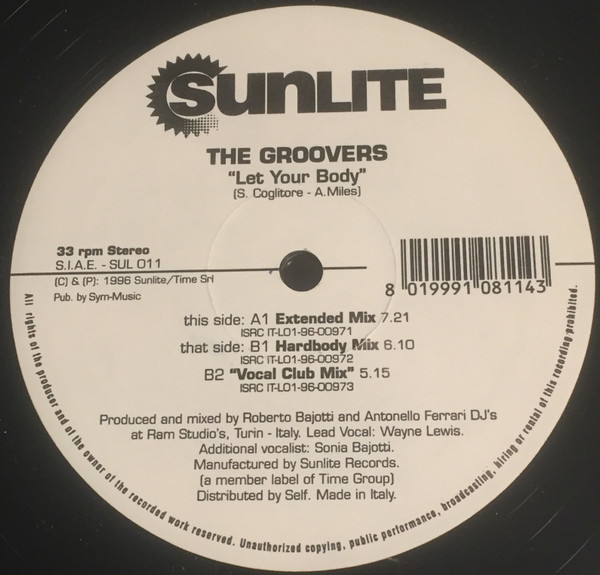 SUNLITE
THE GROOVERS
"Let Your Body"
(S. Coglitore - A.Miles)
33 rpm Stereo
S.I.A.E. - SUL 011
(C) & (P): 1996 Sunlite/Time Srl
Pub. by Sym-Music
8 019991 081143
this side: A1 Extended Mix 7.21
ISRC IT-L01-96-00971
that side: B1 Hardbody Mix 6.10
ISRC IT-L01-96-00972
B2 "Vocal Club Mix" 5.15
ISRC IT-L01-96-00973
Produced and mixed by Roberto Bajotti and Antonello Ferrari DJ's
at Ram Studio's, Turin - Italy. Lead Vocal: Wayne Lewis.
Additional vocalist: Sonia Bajotti.
Manufactured by Sunlite Records.
(a member label of Time Group)
Distributed by Self. Made in Italy.
All rights of the producer and of the owner of the recorded work reserved. Unauthorized copying, public performance, broadcasting, hiring or rental of this recording prohibited.